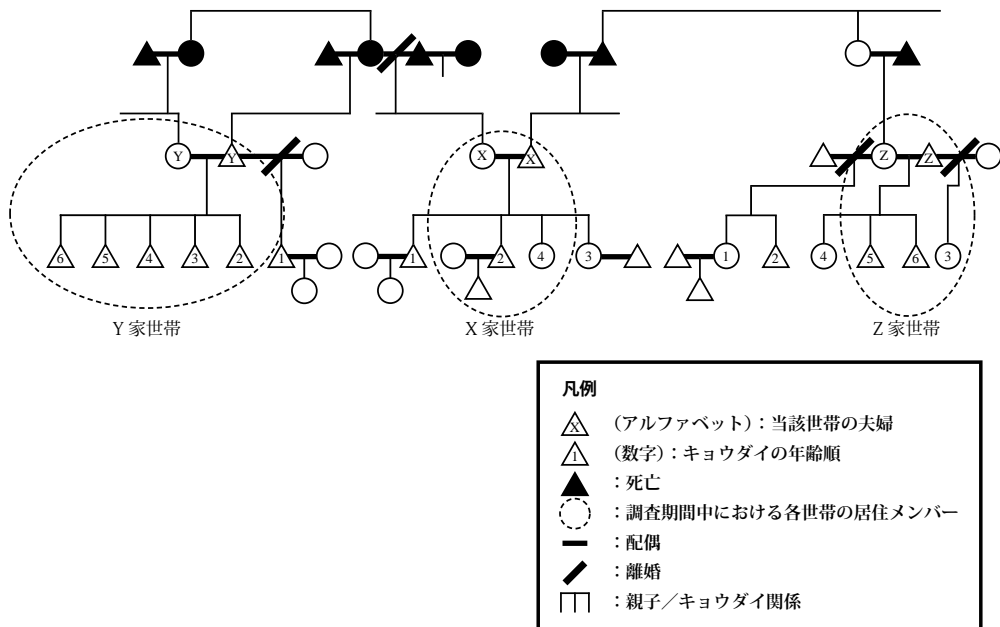 Y Y X X Z Z
6 5 4 3 2 1 1 2 4 3 1 2 4 5 6 3
Y 家世帯 X 家世帯 Z 家世帯
凡例
X （アルファベット）：当該世帯の夫婦
1 （数字）：キョウダイの年齢順
：死亡
：調査期間中における各世帯の居住メンバー
：配偶
：離婚
：親子／キョウダイ関係